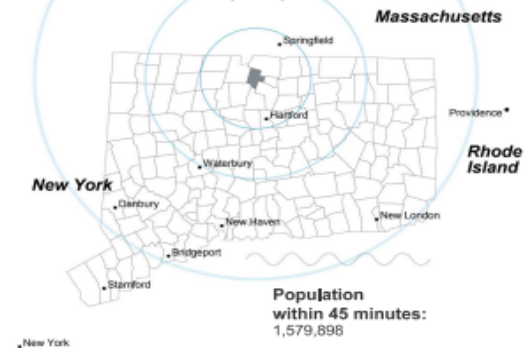 Massachusetts
Springfield
Hartford
Providence
Rhode
Island
Waterbury
New York
Danbury
New Haven
New London
Bridgeport
Stamford
Population
within 45 minutes:
1,579,898
New York